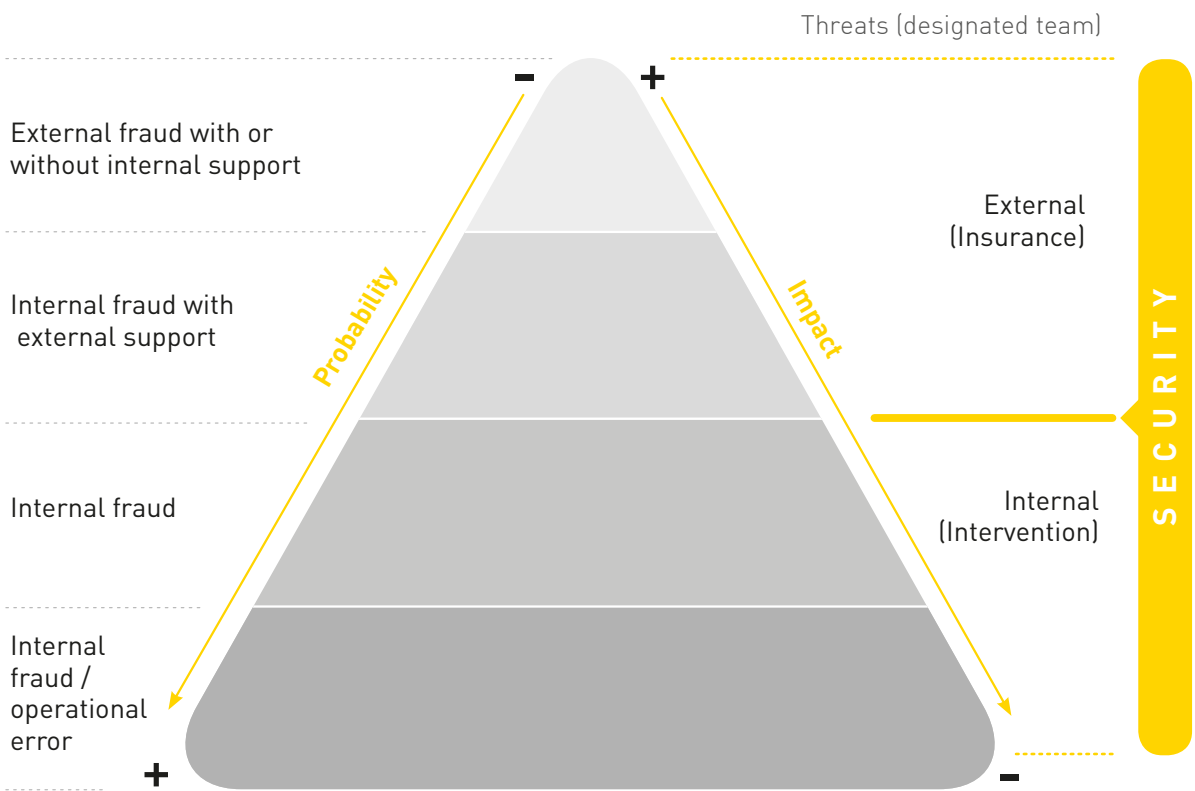 Threats (designated team)
-
+
External fraud with or
without internal support
External
(Insurance)
Probability
Impact
Internal fraud with
external support
SECURITY
Internal fraud
Internal
(Intervention)
Internal
fraud /
operational
error
+
-